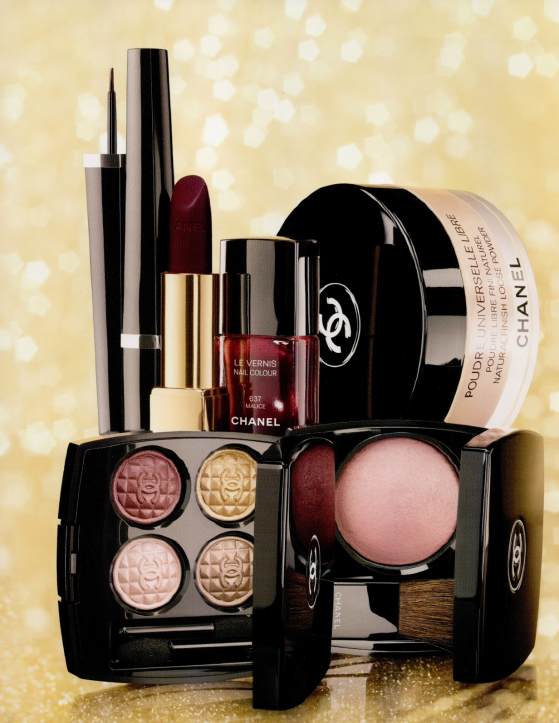 CHANEL
POUDRE UNIVERSELLE LIBRE
POUDRE LIBRE FINI NATUREL
NATURAL FINISH LOOSE POWDER
CHANEL
LE VERNIS
NAIL COLOUR
637
MALICE
CHANEL
CHANEL